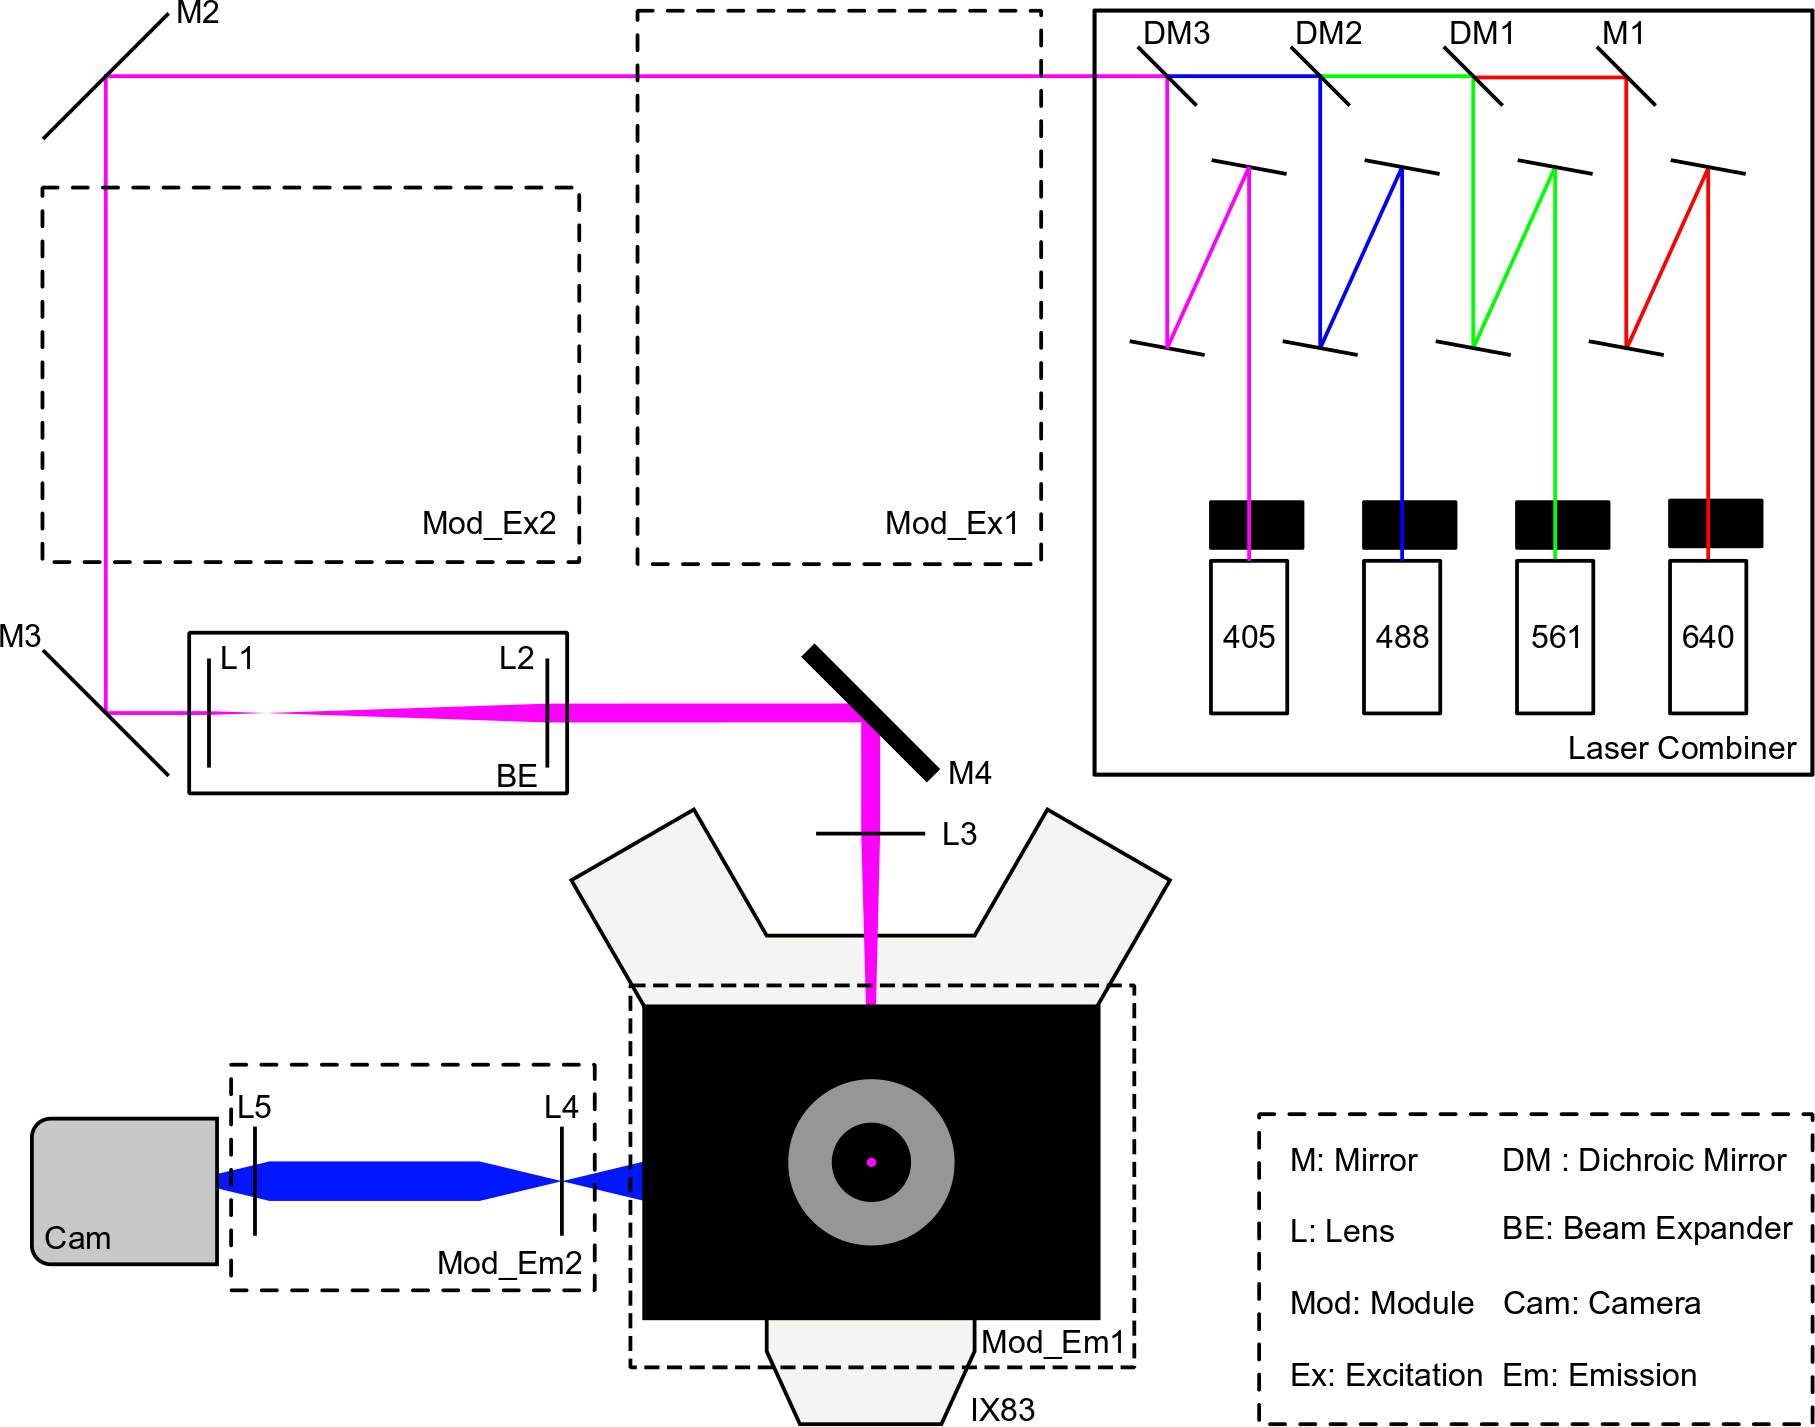 M2
DM3 DM2 DM1 M1
Mod_Ex2
Mod_Ex1
405 488 561 640
Laser Combiner
M3
L1 L2
BE
M4
L3
L5 L4
Cam
Mod_Em2
Mod_Em1
IX83
M: Mirror DM : Dichroic Mirror
L: Lens BE: Beam Expander
Mod: Module Cam: Camera
Ex: Excitation Em: Emission